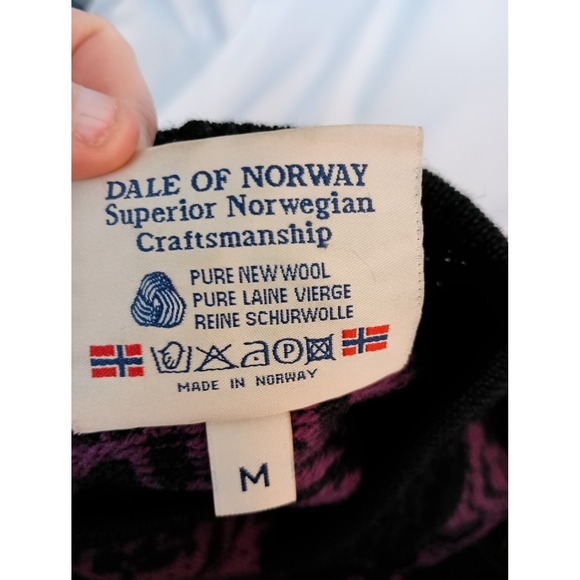 DALE OF NORWAY
Superior Norwegian
Craftsmanship
PURE NEW WOOL
PURE LAINE VIERGE
REINE SCHURWOLLE
P
MADE IN NORWAY
M